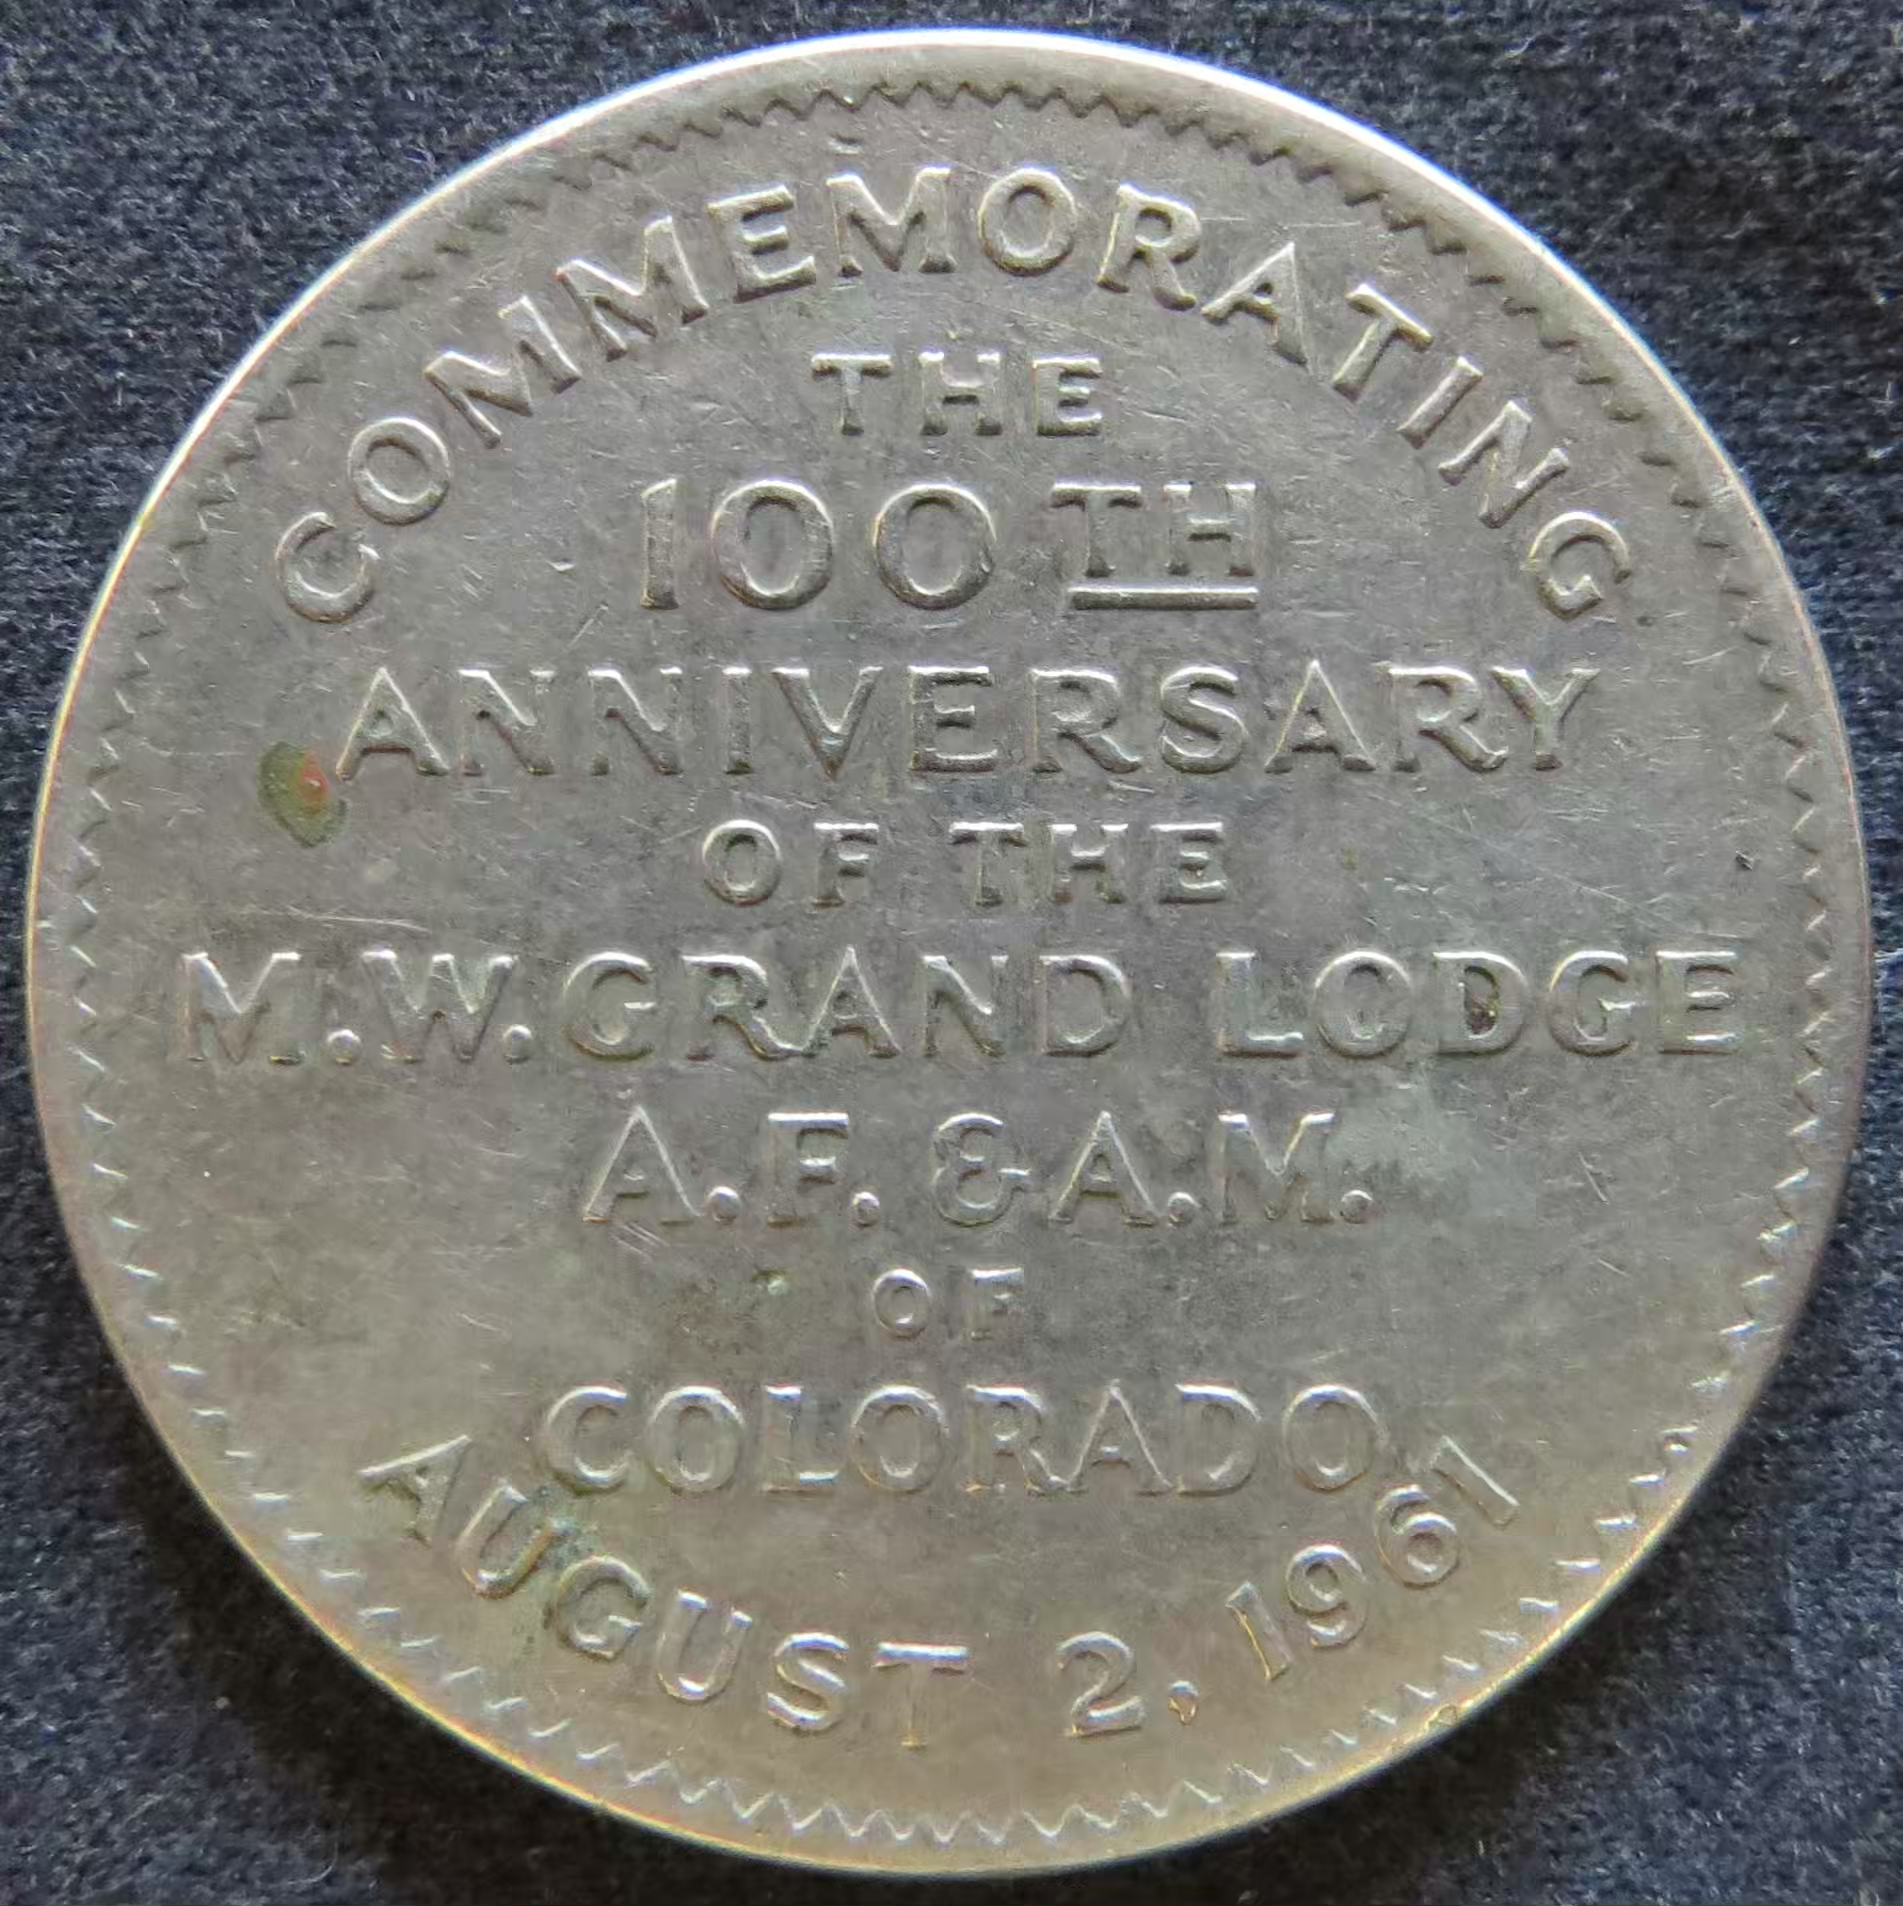 COMMEMORATING
THE
100TH
ANNIVERSARY
OF THE
M.W. GRAND LODGE
A.F. & A.M.
OF
COLORADO
AUGUST 2, 1961